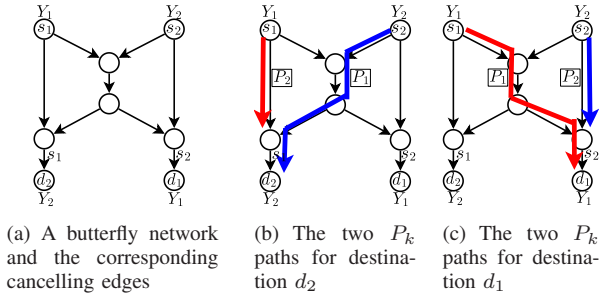 Y₁ Y₂ Y₁ Y₂ Y₁ Y₂
s₁ s₂ s₁ s₂ s₁ s₂
P₂ P₁ P₁ P₂
s₁ s₂ s s₂ s₁ s₂
d₂ d₁ d₂ d₁ d₂ d₁
Y₂ Y₁ Y₂ Y₁ Y₂ Y₁
(a) A butterfly network
and the corresponding
cancelling edges
(b) The two Pₖ
paths for destina-
tion d₂
(c) The two Pₖ
paths for destina-
tion d₁